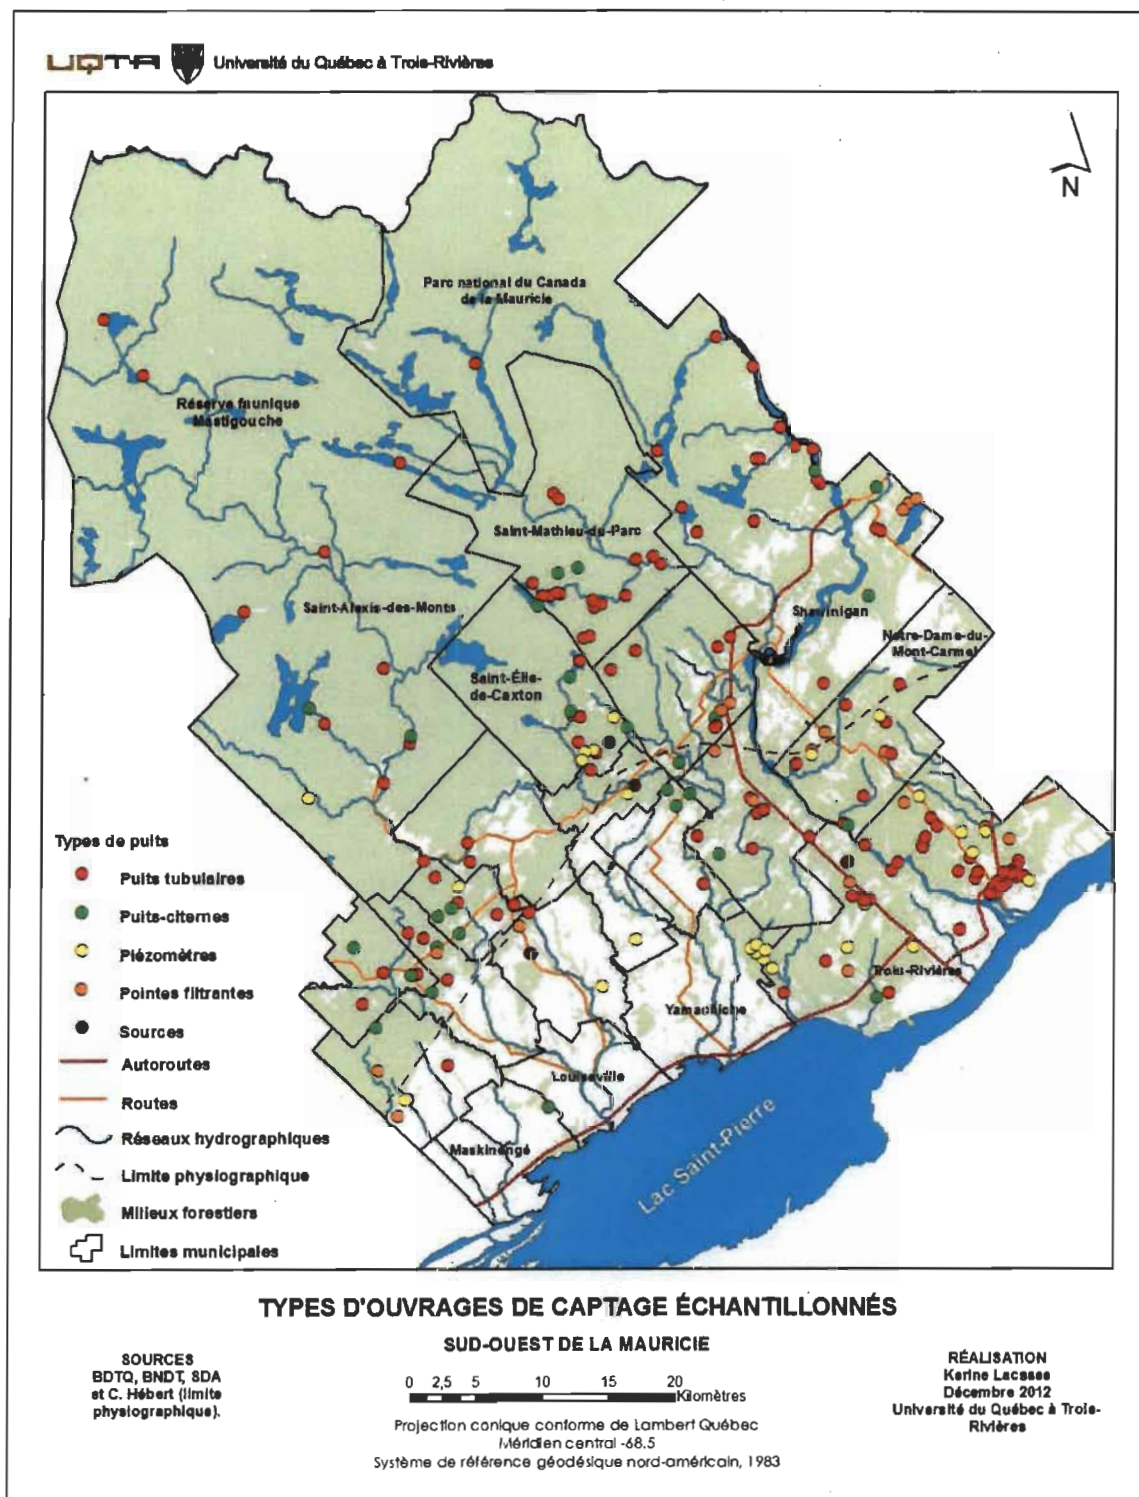 UQTR Université du Québec à Trois-Rivières
N
Parc national du Canada
de la Mauricie
Réserve faunique
Mastigouche
Saint-Mathieu-du-Parc
Saint-Alexis-des-Monts
Shawinigan
Notre-Dame-du-
Mont-Carmel
Saint-Élie-
de-Caxton
Types de puits
Puits tubulaires
Puits-citernes
Piézomètres
Pointes filtrantes
Sources
Autoroutes
Routes
Réseaux hydrographiques
Limite physiographique
Milieux forestiers
Limites municipales
Trois-Rivières
Yamachiche
Louiseville
Maskinongé
Lac Saint-Pierre
TYPES D'OUVRAGES DE CAPTAGE ÉCHANTILLONNÉS
SUD-OUEST DE LA MAURICIE
SOURCES
BDTQ, BNDT, SDA
et C. Hébert (limite
physiographique).
0 2,5 5 10 15 20
Kilomètres
Projection conique conforme de Lambert Québec
Méridien central -68.5
Système de référence géodésique nord-américain, 1983
RÉALISATION
Karine Lacasse
Décembre 2012
Université du Québec à Trois-
Rivières